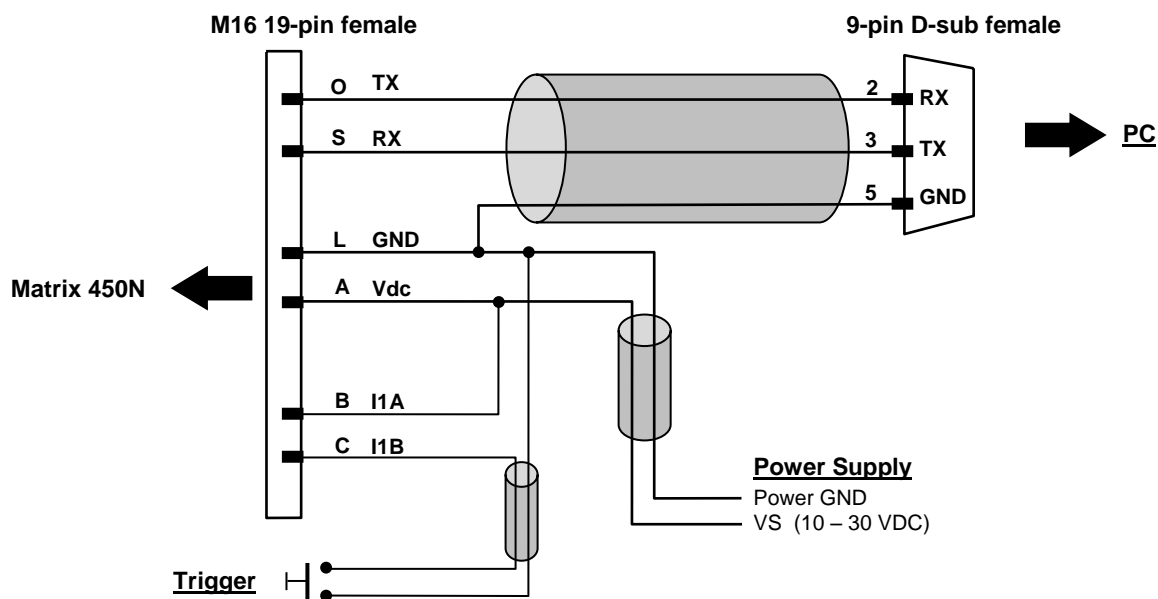 M16 19-pin female
9-pin D-sub female
O TX
2 RX
S RX
3 TX
PC
5 GND
L GND
Matrix 450N
A Vdc
B I1A
C I1B
Power Supply
Power GND
VS (10 – 30 VDC)
Trigger